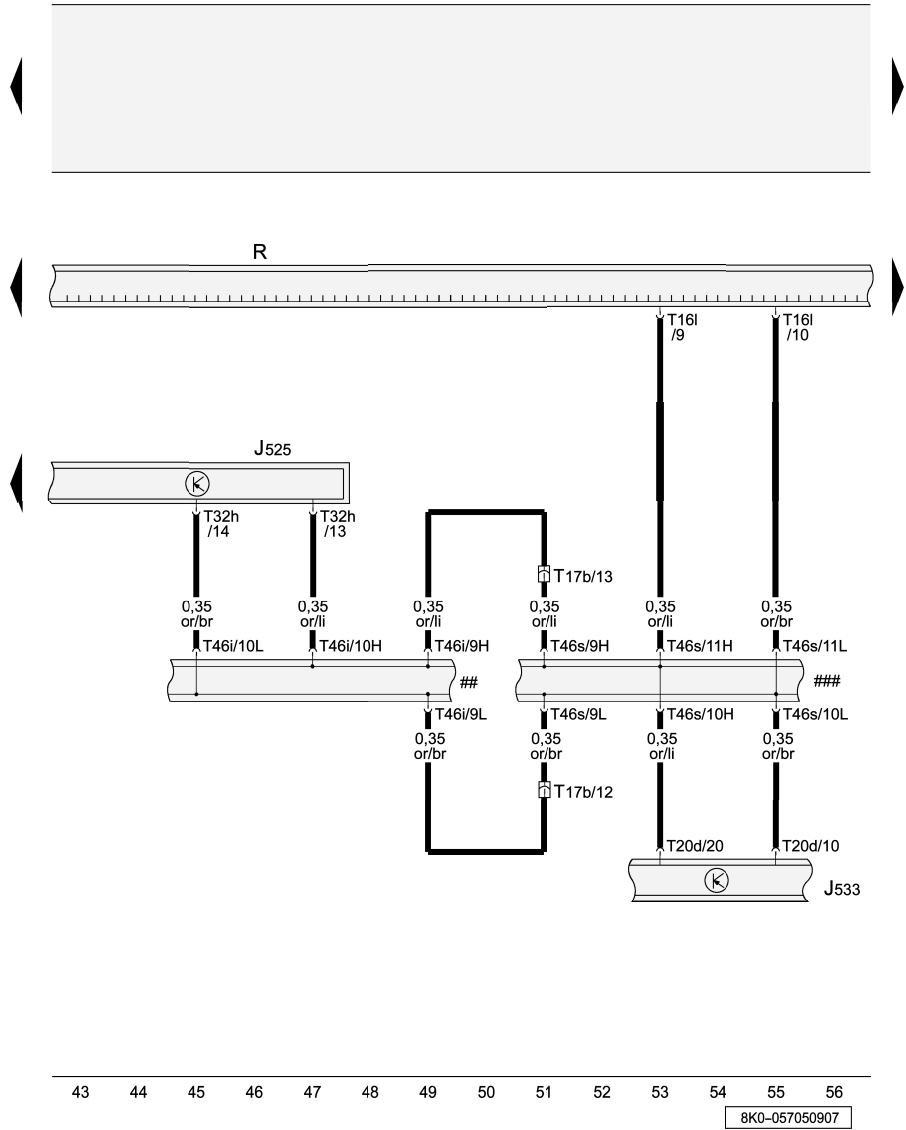 R
T16l
/9
T16l
/10
J525
T32h
/14
T32h
/13
T17b/13
0,35
or/br
0,35
or/li
0,35
or/li
0,35
or/li
0,35
or/li
0,35
or/br
T46i/10L
T46i/10H
T46i/9H
T46s/9H
T46s/11H
T46s/11L
##
###
T46i/9L
T46s/9L
T46s/10H
T46s/10L
0,35
or/br
0,35
or/br
0,35
or/li
0,35
or/br
T17b/12
T20d/20
T20d/10
J533
43 44 45 46 47 48 49 50 51 52 53 54 55 56
8K0-057050907